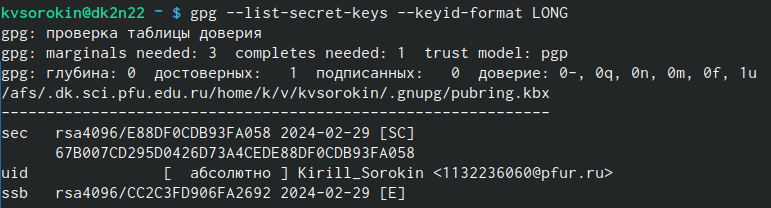 kvsorokin@dk2n22 ~ $ gpg --list-secret-keys --keyid-format LONG
gpg: проверка таблицы доверия
gpg: marginals needed: 3  completes needed: 1  trust model: pgp
gpg: глубина: 0  достоверных:   1  подписанных:   0  доверие: 0-, 0q, 0n, 0m, 0f, 1u
/afs/.dk.sci.pfu.edu.ru/home/k/v/kvsorokin/.gnupg/pubring.kbx
-------------------------------------------------------------
sec   rsa4096/E88DF0CDB93FA058 2024-02-29 [SC]
      67B007CD295D0426D73A4CEDE88DF0CDB93FA058
uid               [  абсолютно ] Kirill_Sorokin <1132236060@pfur.ru>
ssb   rsa4096/CC2C3FD906FA2692 2024-02-29 [E]